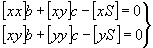 [xx]b + [xy]c − [xS] = 0
[xy]b + [yy]c − [yS] = 0 }